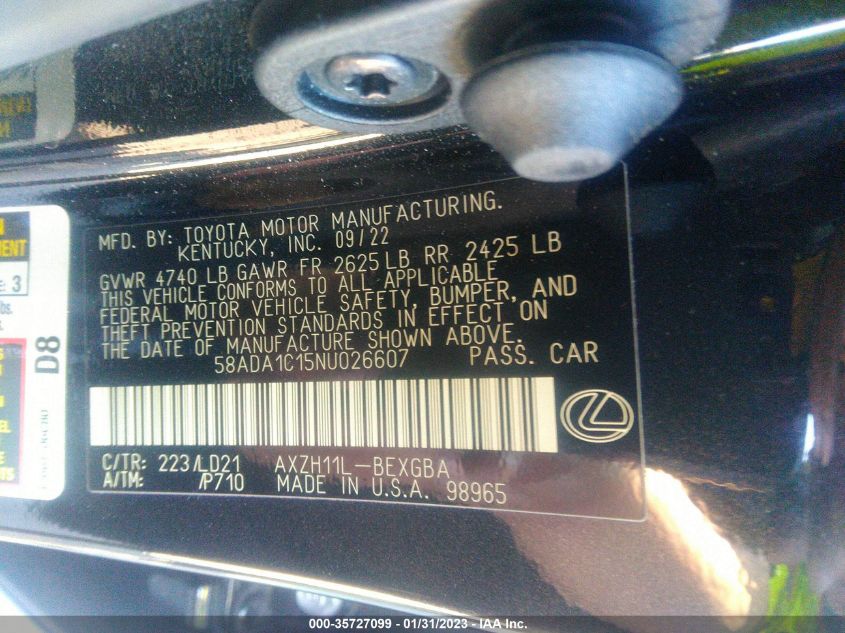 MFD. BY: TOYOTA MOTOR MANUFACTURING.
KENTUCKY, INC. 09/22
GVWR 4740 LB GAWR FR 2625 LB RR 2425 LB
THIS VEHICLE CONFORMS TO ALL APPLICABLE
FEDERAL MOTOR VEHICLE SAFETY, BUMPER, AND
THEFT PREVENTION STANDARDS IN EFFECT ON
THE DATE OF MANUFACTURE SHOWN ABOVE.
58ADA1C15NU026607 PASS. CAR
C/TR: 223/LD21 AXZH11L-BEXGBA
A/TM: /P710 MADE IN U.S.A. 98965
D8
3
000-35727099 - 01/31/2023 - IAA Inc.